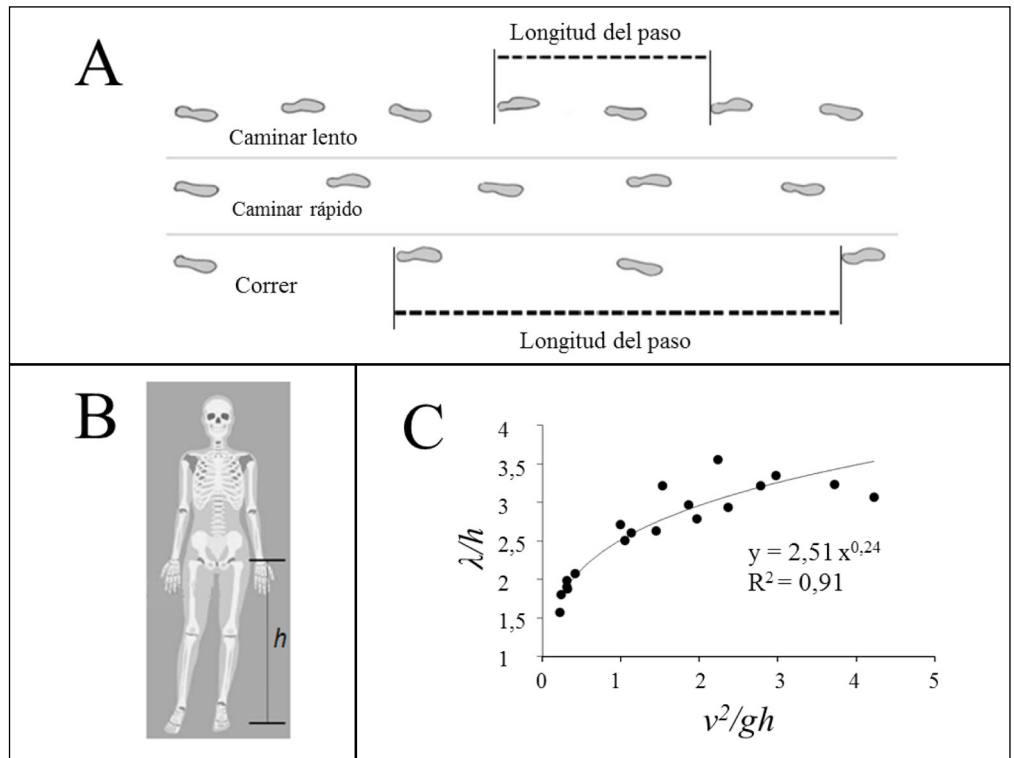 A
Longitud del paso
Caminar lento
Caminar rápido
Correr
Longitud del paso
B
h
C
4
3,5
3
2,5
2
1,5
1
0 1 2 3 4 5
λ/h
y = 2,51 x^0,24
R² = 0,91
v²/gh